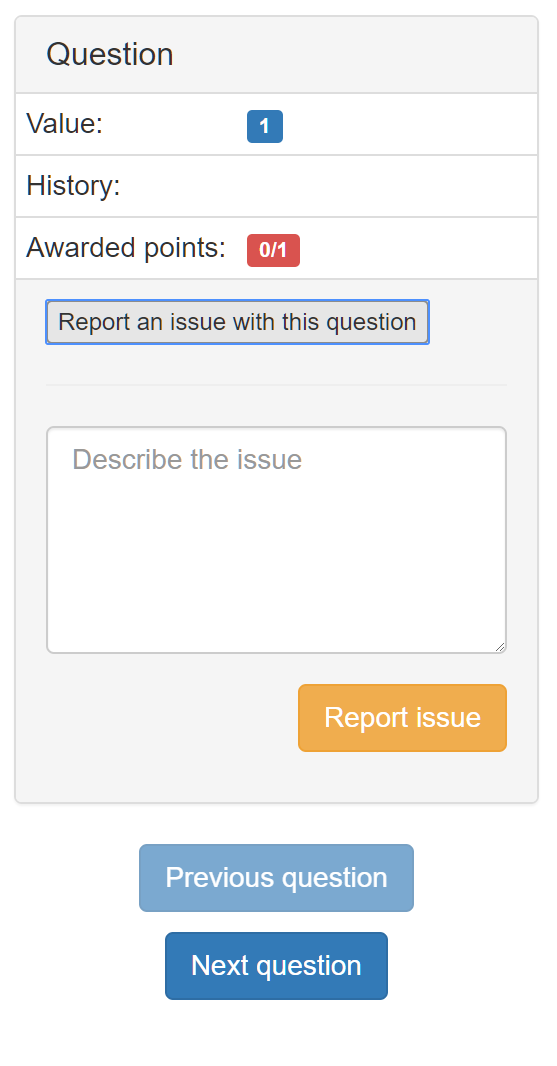 Question
Value: 1
History:
Awarded points: 0/1
Report an issue with this question
Describe the issue
Report issue
Previous question
Next question